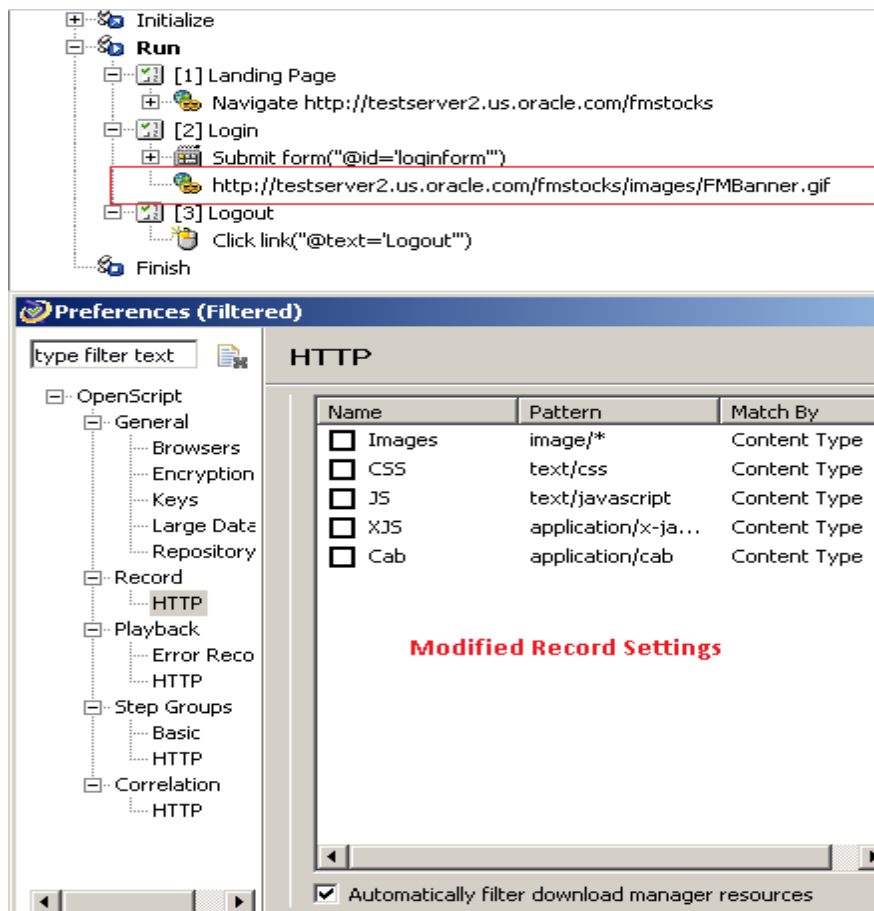 Initialize
Run
[1] Landing Page
Navigate http://testserver2.us.oracle.com/fmstocks
[2] Login
Submit form("@id='loginform'")
http://testserver2.us.oracle.com/fmstocks/images/FMBanner.gif
[3] Logout
Click link("@text='Logout'")
Finish
Preferences (Filtered)
type filter text
HTTP
OpenScript
General
Browsers
Encryption
Keys
Large Data
Repository
Record
HTTP
Playback
Error Reco
HTTP
Step Groups
Basic
HTTP
Correlation
HTTP
Name Pattern Match By
Images image/* Content Type
CSS text/css Content Type
JS text/javascript Content Type
XJS application/x-ja... Content Type
Cab application/cab Content Type
Modified Record Settings
Automatically filter download manager resources